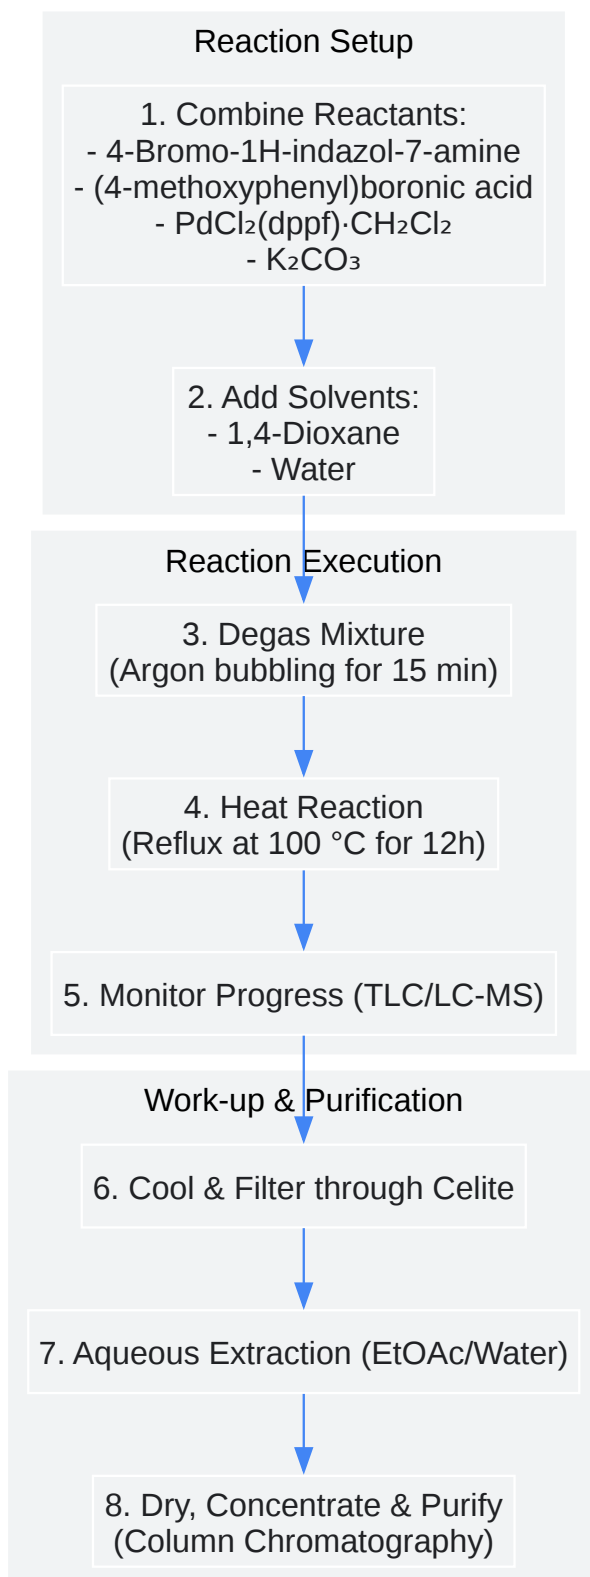 Reaction Setup
1. Combine Reactants:
- 4-Bromo-1H-indazol-7-amine
- (4-methoxyphenyl)boronic acid
- PdCl₂(dppf)·CH₂Cl₂
- K₂CO₃
2. Add Solvents:
- 1,4-Dioxane
- Water
Reaction Execution
3. Degas Mixture
(Argon bubbling for 15 min)
4. Heat Reaction
(Reflux at 100 °C for 12h)
5. Monitor Progress (TLC/LC-MS)
Work-up & Purification
6. Cool & Filter through Celite
7. Aqueous Extraction (EtOAc/Water)
8. Dry, Concentrate & Purify
(Column Chromatography)